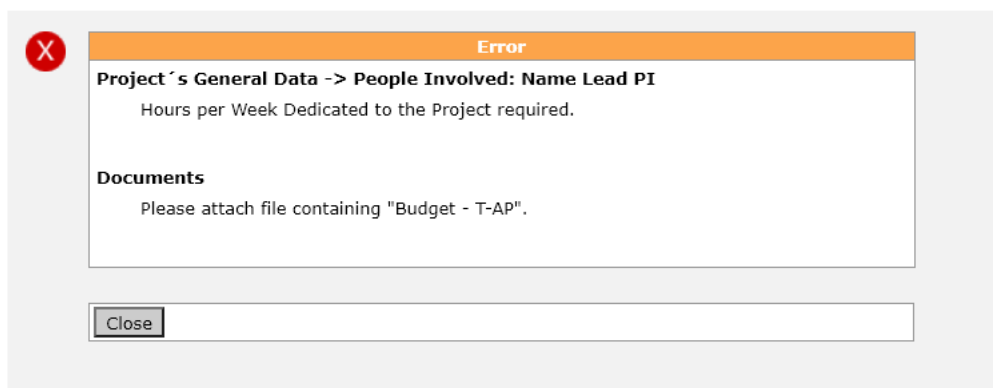 X
Error
Project´s General Data -> People Involved: Name Lead PI
Hours per Week Dedicated to the Project required.
Documents
Please attach file containing "Budget - T-AP".
Close